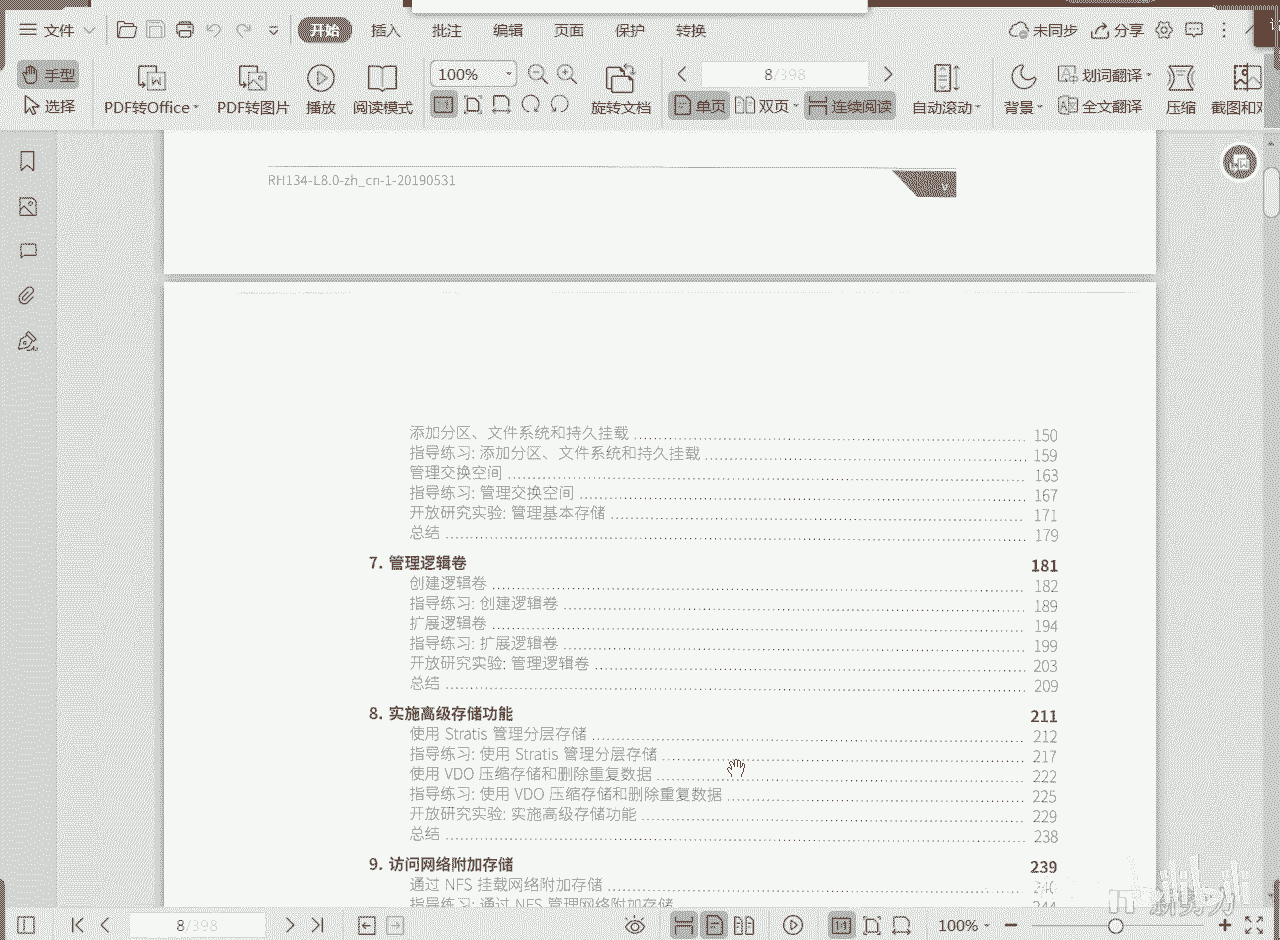 文件 开始 插入 批注 编辑 页面 保护 转换 未同步 分享
手型 100% 8/398 划词翻译
选择 PDF转Office PDF转图片 播放 阅读模式 旋转文档 单页 双页 连续阅读 自动滚动 背景 全文翻译 压缩 截图和
RH134-L8.0-zh_cn-1-20190531 v
添加分区、文件系统和持久挂载 150
指导练习: 添加分区、文件系统和持久挂载 159
管理交换空间 163
指导练习: 管理交换空间 167
开放研究实验: 管理基本存储 171
总结 179
7. 管理逻辑卷 181
创建逻辑卷 182
指导练习: 创建逻辑卷 189
扩展逻辑卷 194
指导练习: 扩展逻辑卷 199
开放研究实验: 管理逻辑卷 203
总结 209
8. 实施高级存储功能 211
使用 Stratis 管理分层存储 212
指导练习: 使用 Stratis 管理分层存储 217
使用 VDO 压缩存储和删除重复数据 222
指导练习: 使用 VDO 压缩存储和删除重复数据 225
开放研究实验: 实施高级存储功能 229
总结 238
9. 访问网络附加存储 239
通过 NFS 挂载网络附加存储
指导练习: 通过 NFS 管理网络附加存储
8/398 100%